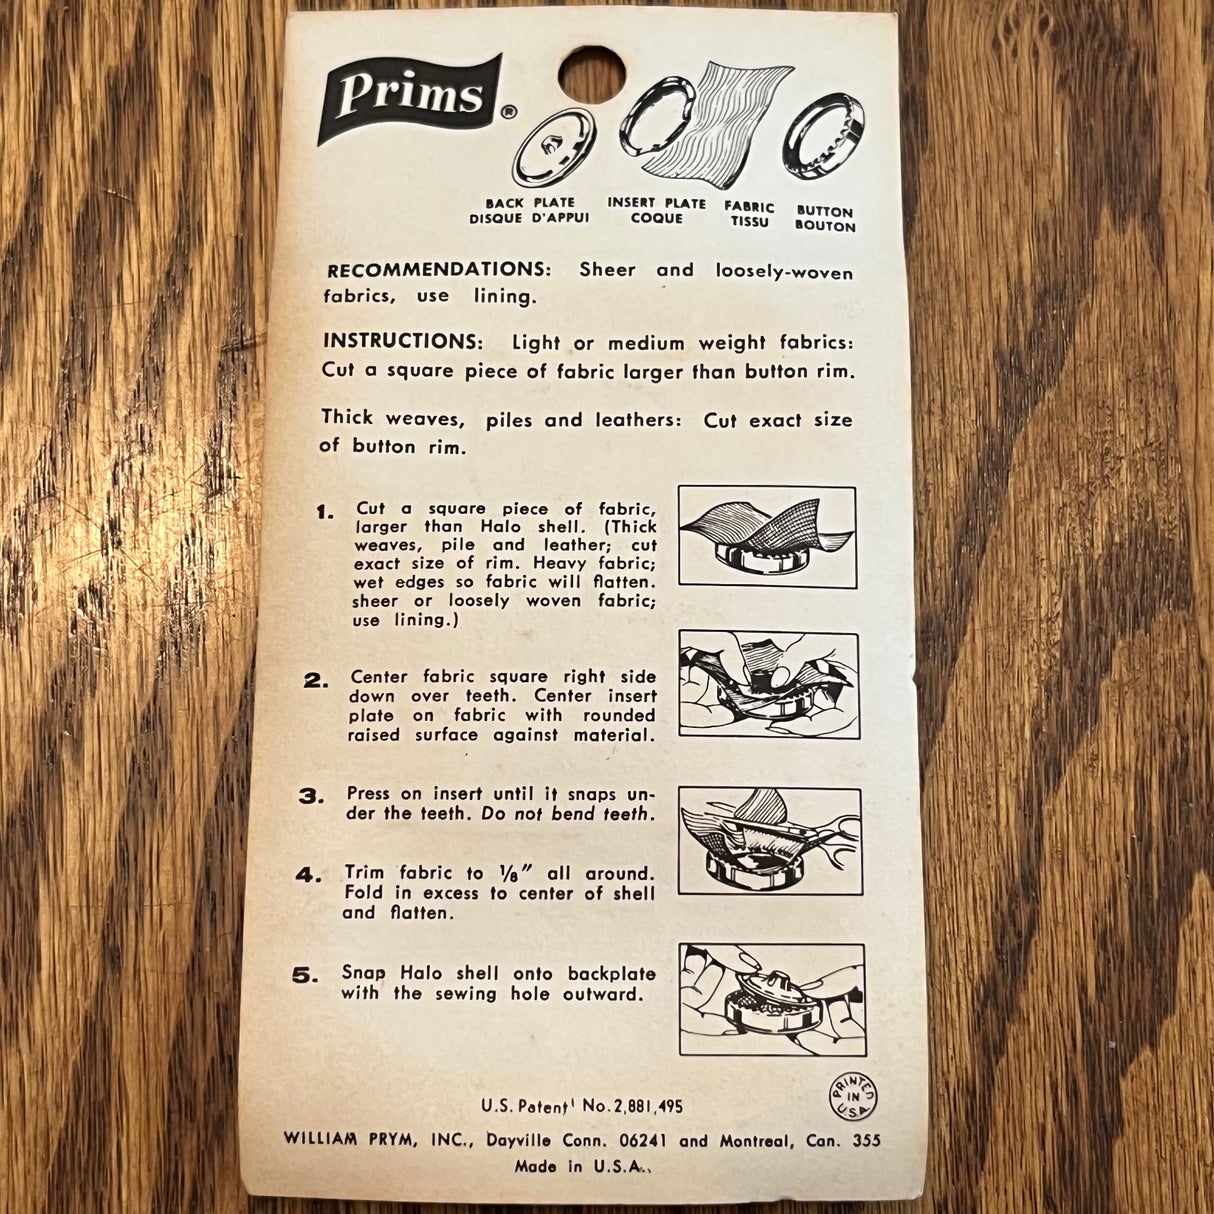 Prims®
BACK PLATE INSERT PLATE FABRIC BUTTON
DISQUE D'APPUI COQUE TISSU BOUTON
RECOMMENDATIONS: Sheer and loosely-woven
fabrics, use lining.
INSTRUCTIONS: Light or medium weight fabrics:
Cut a square piece of fabric larger than button rim.
Thick weaves, piles and leathers: Cut exact size
of button rim.
1. Cut a square piece of fabric,
larger than Halo shell. (Thick
weaves, pile and leather; cut
exact size of rim. Heavy fabric;
wet edges so fabric will flatten.
sheer or loosely woven fabric;
use lining.)
2. Center fabric square right side
down over teeth. Center insert
plate on fabric with rounded
raised surface against material.
3. Press on insert until it snaps un-
der the teeth. Do not bend teeth.
4. Trim fabric to ⅛" all around.
Fold in excess to center of shell
and flatten.
5. Snap Halo shell onto backplate
with the sewing hole outward.
PRINTED
IN
U.S.A.
U.S. Patent No. 2,881,495
WILLIAM PRYM, INC., Dayville Conn. 06241 and Montreal, Can. 355
Made in U.S.A.